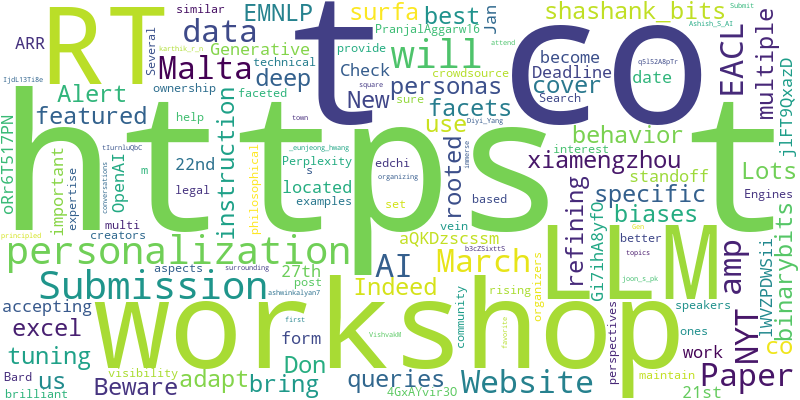 RT
https
t
co
workshop
LLM
Submission
personalization
Malta
data
will
EMNLP
surfa
best
shashank_bits
Jan
PranjalAggarw16
similar
ARR
Several
karthik_r_n
Generative
Ashish_S_AI
Submit
EACL
multiple
provide
attend
technical
deep
Check
personas
crowdsource
become
Deadline
q5l52A8pTr
IjdL13Ti8e
Alert
ownership
faceted
New
facets
square
sure
Search
cover
date
j1FT9QxazD
oRr6T517PN
featured
instruction
help
town
use
Diyi_Yang
behavior
tIurnluQbC
22nd
_eunjeong_hwang
rooted
xiamengzhou
interest
important
expertise
conversations
OpenAI
m
philosophical
Perplexity
s
edchi
organizing
immerse
standoff
Lots
legal
located
examples
based
refining
specific
Engines
multi
set
vein
biases
Gi7ihA8yfO
binarybits
lWVZPDWSii
creators
principled
aQKDzscssm
Gen
better
amp
27th
b3cZSixtis
topics
aspects
surrounding
AI
March
accepting
post
ashwinkalyan7
Indeed
organizers
joon_s_pk
speakers
NYT
co
excel
community
rising
form
first
VishvakM
favorite
perspectives
work
ones
tuning
us
Don
Paper
Bard
visibility
adapt
queries
Website
maintain
brilliant
Beware
bring
4GxAYvir30
21st